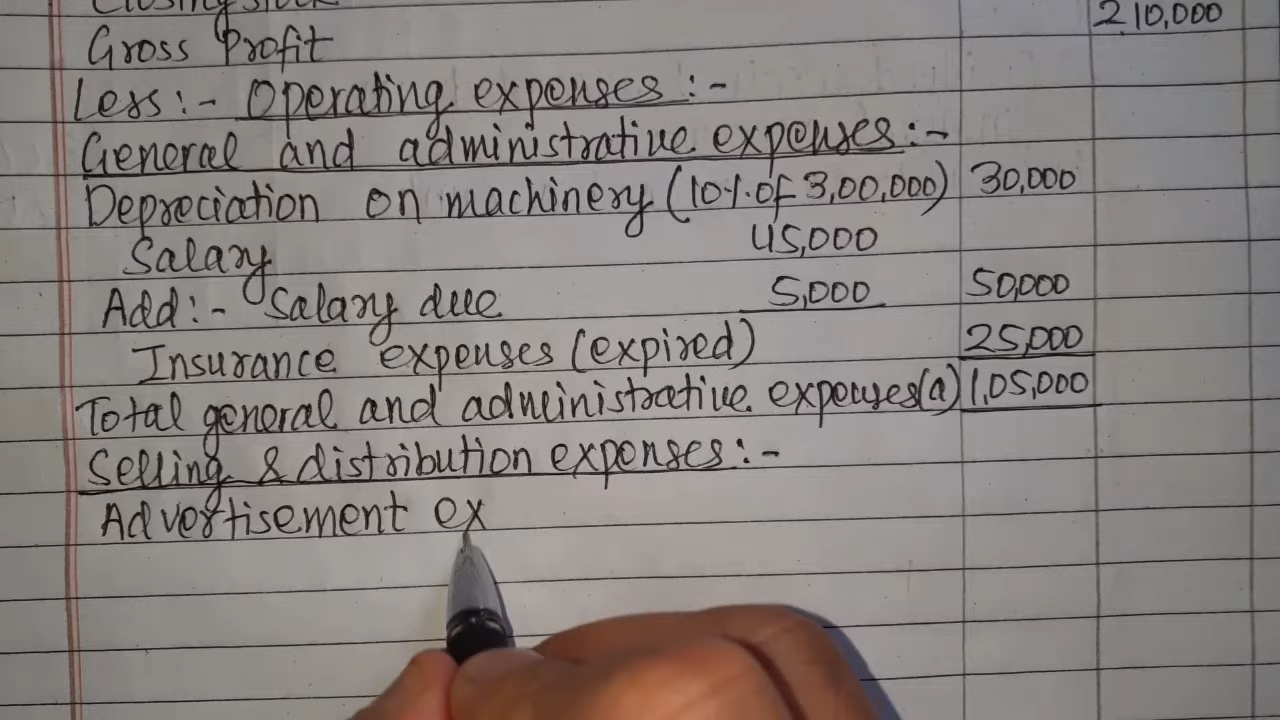 Closing stock
Gross Profit 2,10,000
Less:- Operating expenses:-
General and administrative expenses:-
Depreciation on machinery (10% of 3,00,000) 30,000
Salary 45,000
Add:- Salary due 5,000 50,000
Insurance expenses (expired) 25,000
Total general and administrative expenses(a) 1,05,000
Selling & distribution expenses:-
Advertisement ex